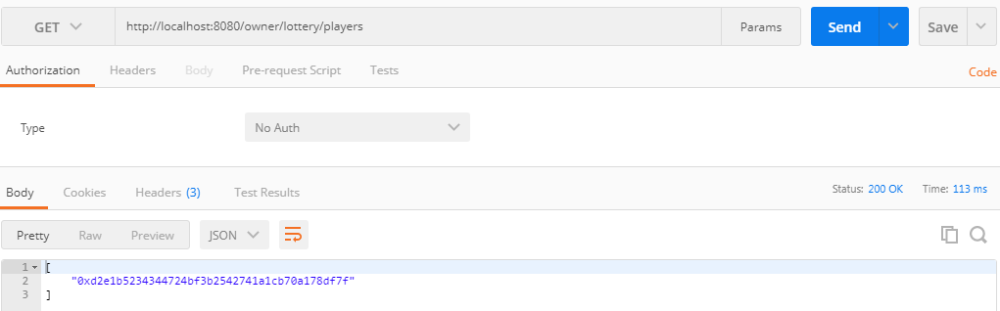 GET http://localhost:8080/owner/lottery/players Params Send Save
Authorization Headers Body Pre-request Script Tests Code
Type No Auth
Body Cookies Headers (3) Test Results Status: 200 OK Time: 113 ms
Pretty Raw Preview JSON
1 [
2 "0xd2e1b5234344724bf3b2542741a1cb70a178df7f"
3 ]